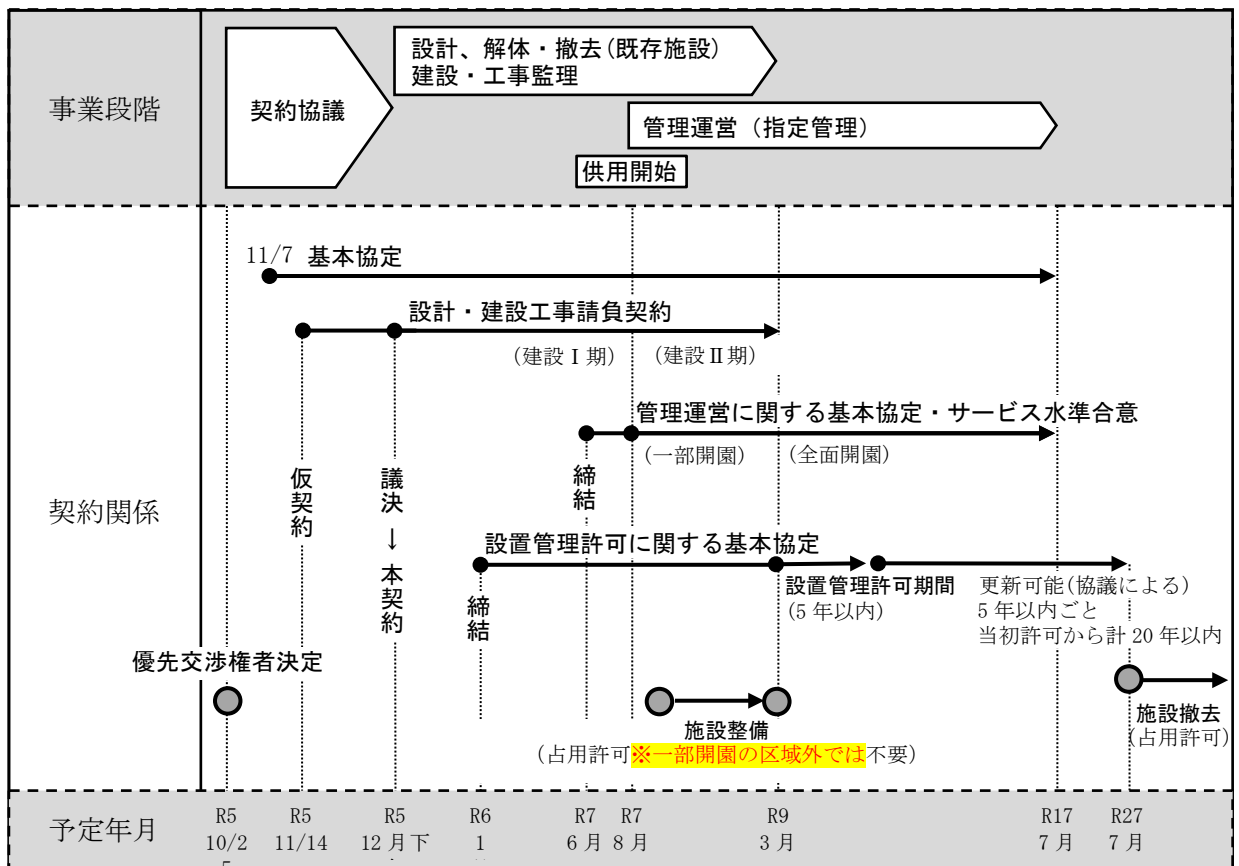 事業段階
契約協議
設計、解体・撤去(既存施設)
建設・工事監理
管理運営（指定管理）
供用開始
契約関係
11/7 基本協定
設計・建設工事請負契約
(建設Ⅰ期)
(建設Ⅱ期)
管理運営に関する基本協定・サービス水準合意
(一部開園)
(全面開園)
仮契約
議決→本契約
締結
設置管理許可に関する基本協定
締結
設置管理許可期間
(5 年以内)
更新可能(協議による)
5 年以内ごと
当初許可から計 20 年以内
優先交渉権者決定
施設整備
(占用許可※一部開園の区域外では不要)
施設撤去
(占用許可)
予定年月
R5 R5 R5 R6 R7 R7 R9 R17 R27
10/2 11/14 12 月下 1 6 月 8 月 3 月 7 月 7 月